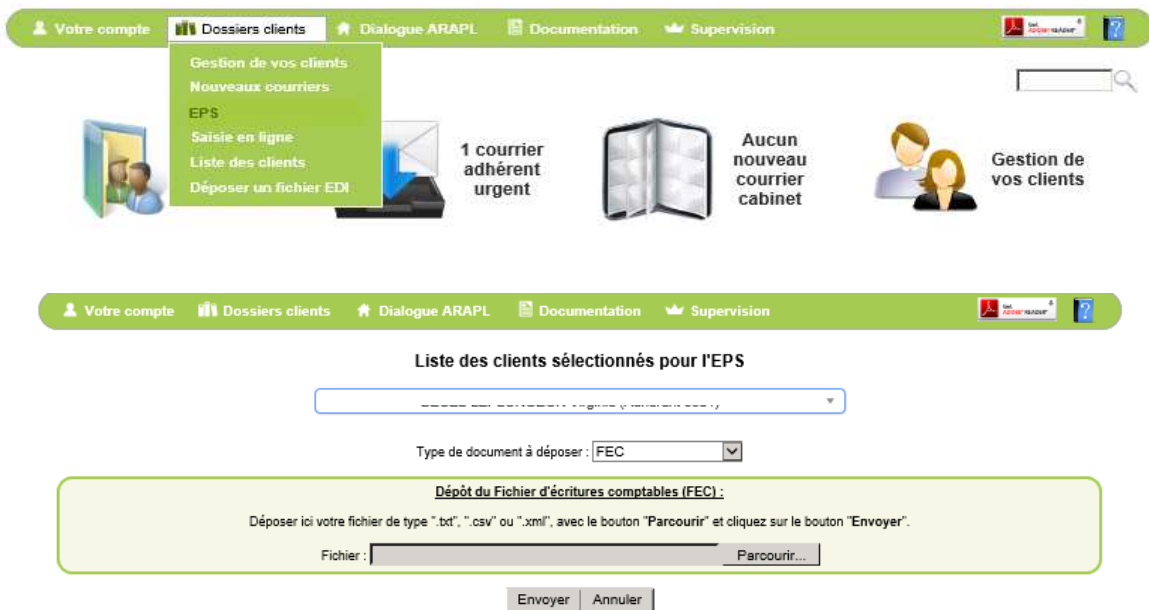 Votre compte Dossiers clients Dialogue ARAPL Documentation Supervision
Gestion de vos clients
Nouveaux courriers
EPS
Saisie en ligne
Liste des clients
Déposer un fichier EDI
1 courrier
adhérent
urgent
Aucun
nouveau
courrier
cabinet
Gestion de
vos clients
Votre compte Dossiers clients Dialogue ARAPL Documentation Supervision
Liste des clients sélectionnés pour l'EPS
Type de document à déposer : FEC
Dépôt du Fichier d'écritures comptables (FEC) :
Déposer ici votre fichier de type ".txt", ".csv" ou ".xml", avec le bouton "Parcourir" et cliquez sur le bouton "Envoyer".
Fichier : Parcourir...
Envoyer Annuler